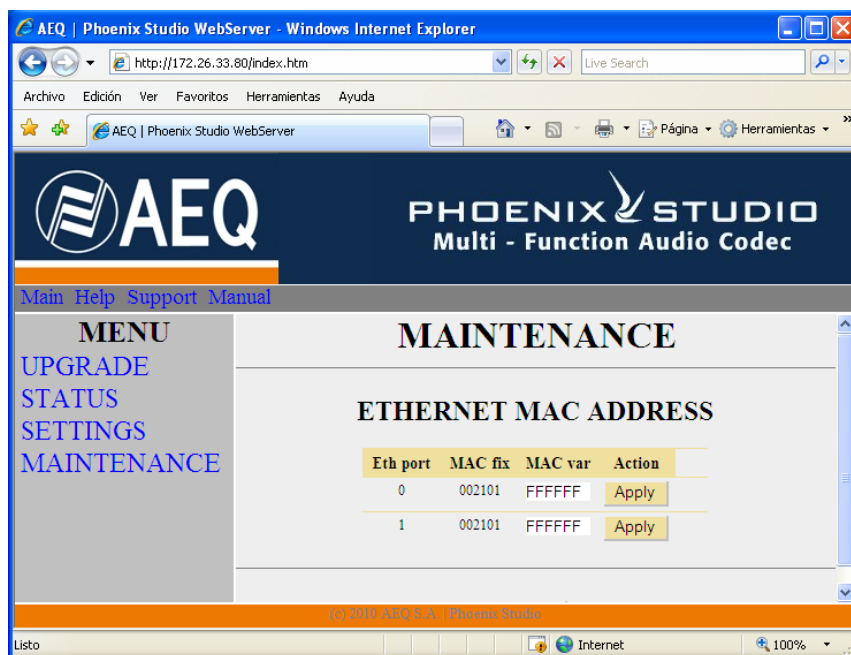 AEQ | Phoenix Studio WebServer - Windows Internet Explorer
http://172.26.33.80/index.htm
Live Search
Archivo Edición Ver Favoritos Herramientas Ayuda
AEQ | Phoenix Studio WebServer
Página Herramientas
AEQ
PHOENIX STUDIO
Multi - Function Audio Codec
Main Help Support Manual
MENU
UPGRADE
STATUS
SETTINGS
MAINTENANCE
MAINTENANCE
ETHERNET MAC ADDRESS
Eth port MAC fix MAC var Action
0 002101 FFFFFF Apply
1 002101 FFFFFF Apply
(c) 2010 AEQ S.A. | Phoenix Studio
Listo
Internet
100%